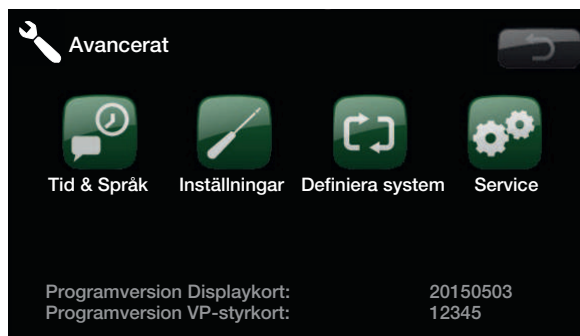 Avancerat
Tid & Språk Inställningar Definiera system Service
Programversion Displaykort: 20150503
Programversion VP-styrkort: 12345